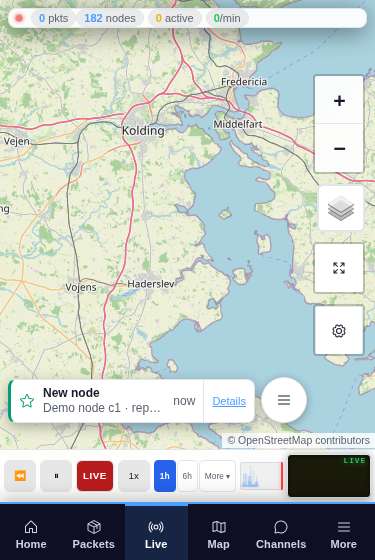 0 pkts 182 nodes 0 active 0/min
Fredericia
+
Kolding
Middelfart
Vejen
−
ng
Vojens
Haderslev
New node
Demo node c1 · rep… now Details
© OpenStreetMap contributors
LIVE 1x 1h 6h More ▾ LIVE
Home Packets Live Map Channels More